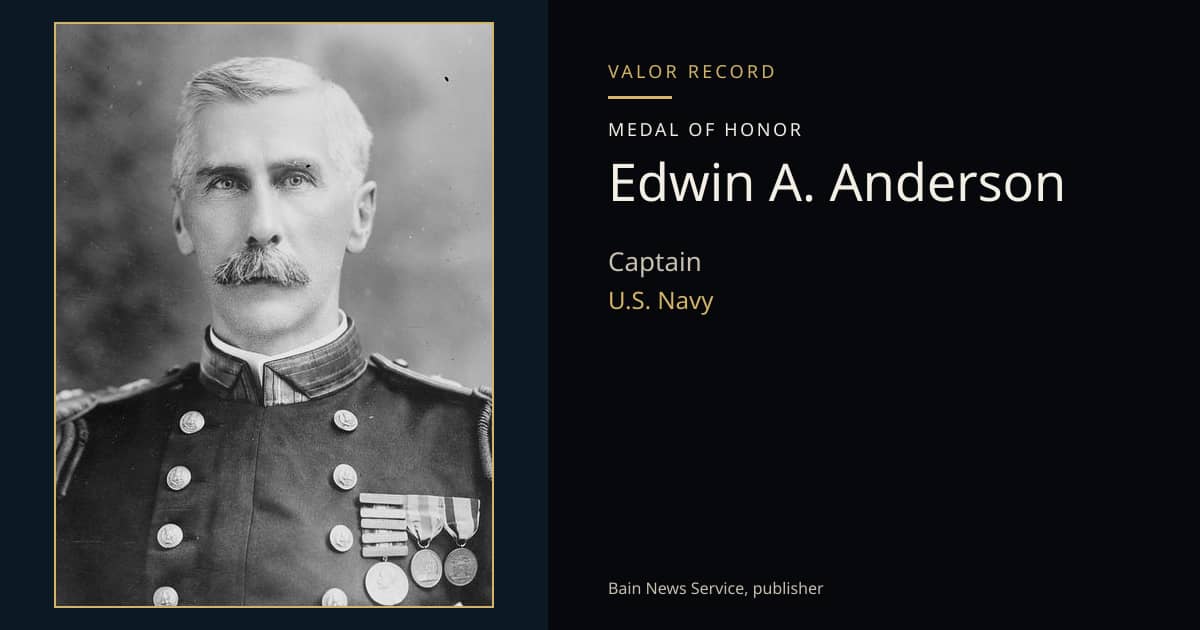 VALOR RECORD
MEDAL OF HONOR
Edwin A. Anderson
Captain
U.S. Navy
Bain News Service, publisher